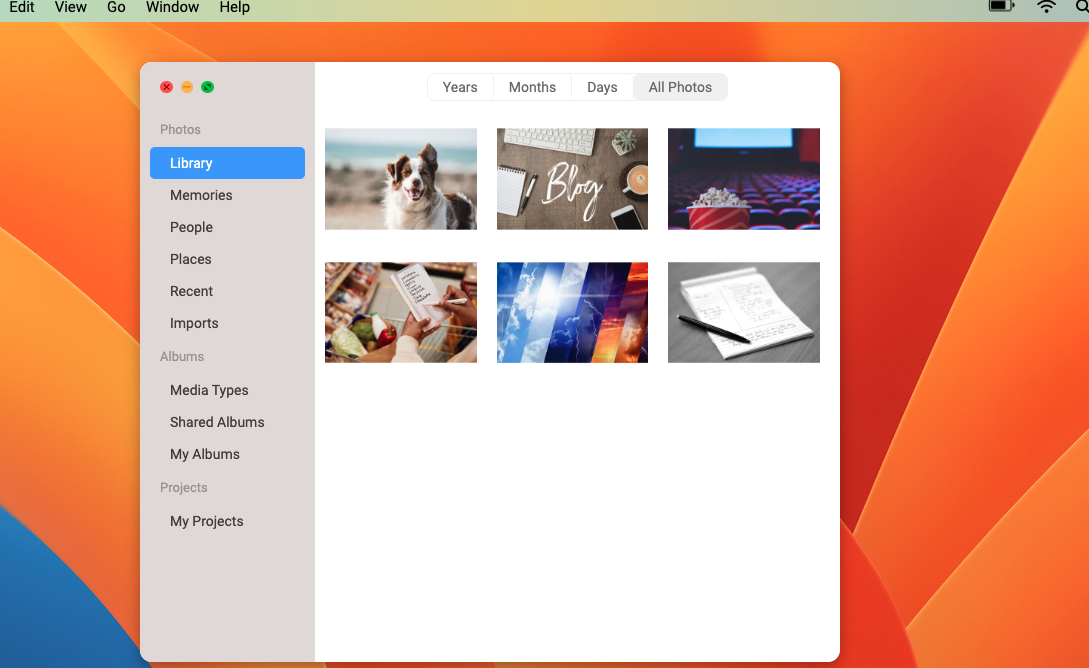 Edit View Go Window Help
Years Months Days All Photos
Photos
Library
Memories
People
Places
Recent
Imports
Albums
Media Types
Shared Albums
My Albums
Projects
My Projects
Blog